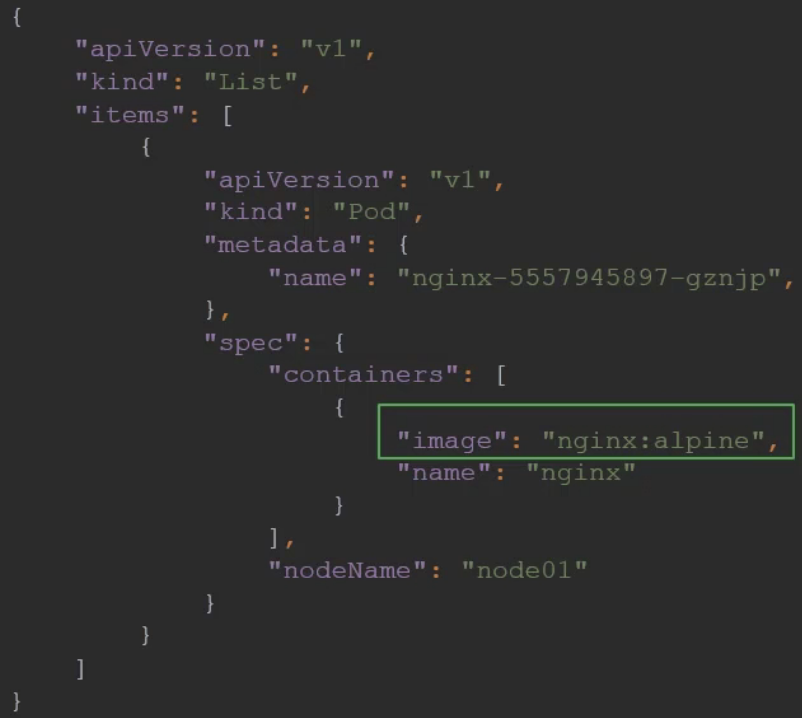 {
"apiVersion": "v1",
"kind": "List",
"items": [
{
"apiVersion": "v1",
"kind": "Pod",
"metadata": {
"name": "nginx-5557945897-gznjp",
},
"spec": {
"containers": [
{
"image": "nginx:alpine",
"name": "nginx"
}
],
"nodeName": "node01"
}
}
]
}